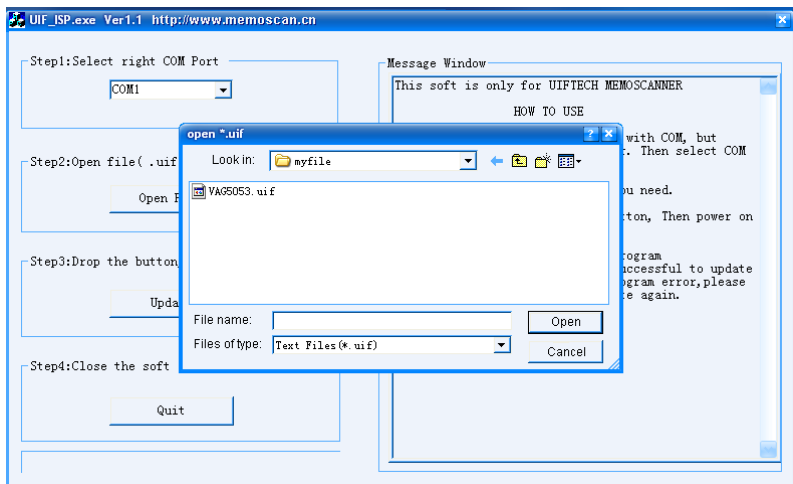 UIF_ISP.exe Ver1.1 http://www.memoscan.cn
Step1:Select right COM Port
COM1
Step2:Open file( .uif
Open F
Step3:Drop the button,
Upda
Step4:Close the soft
Quit
Message Window
This soft is only for UIFTECH MEMOSCANNER
HOW TO USE
with COM, but
. Then select COM
ou need.
ton, Then power on
rogram
uccessful to update
ogram error,please
e again.
open *.uif
Look in:
myfile
VAG5053.uif
File name:
Open
Files of type:
Text Files(*.uif)
Cancel